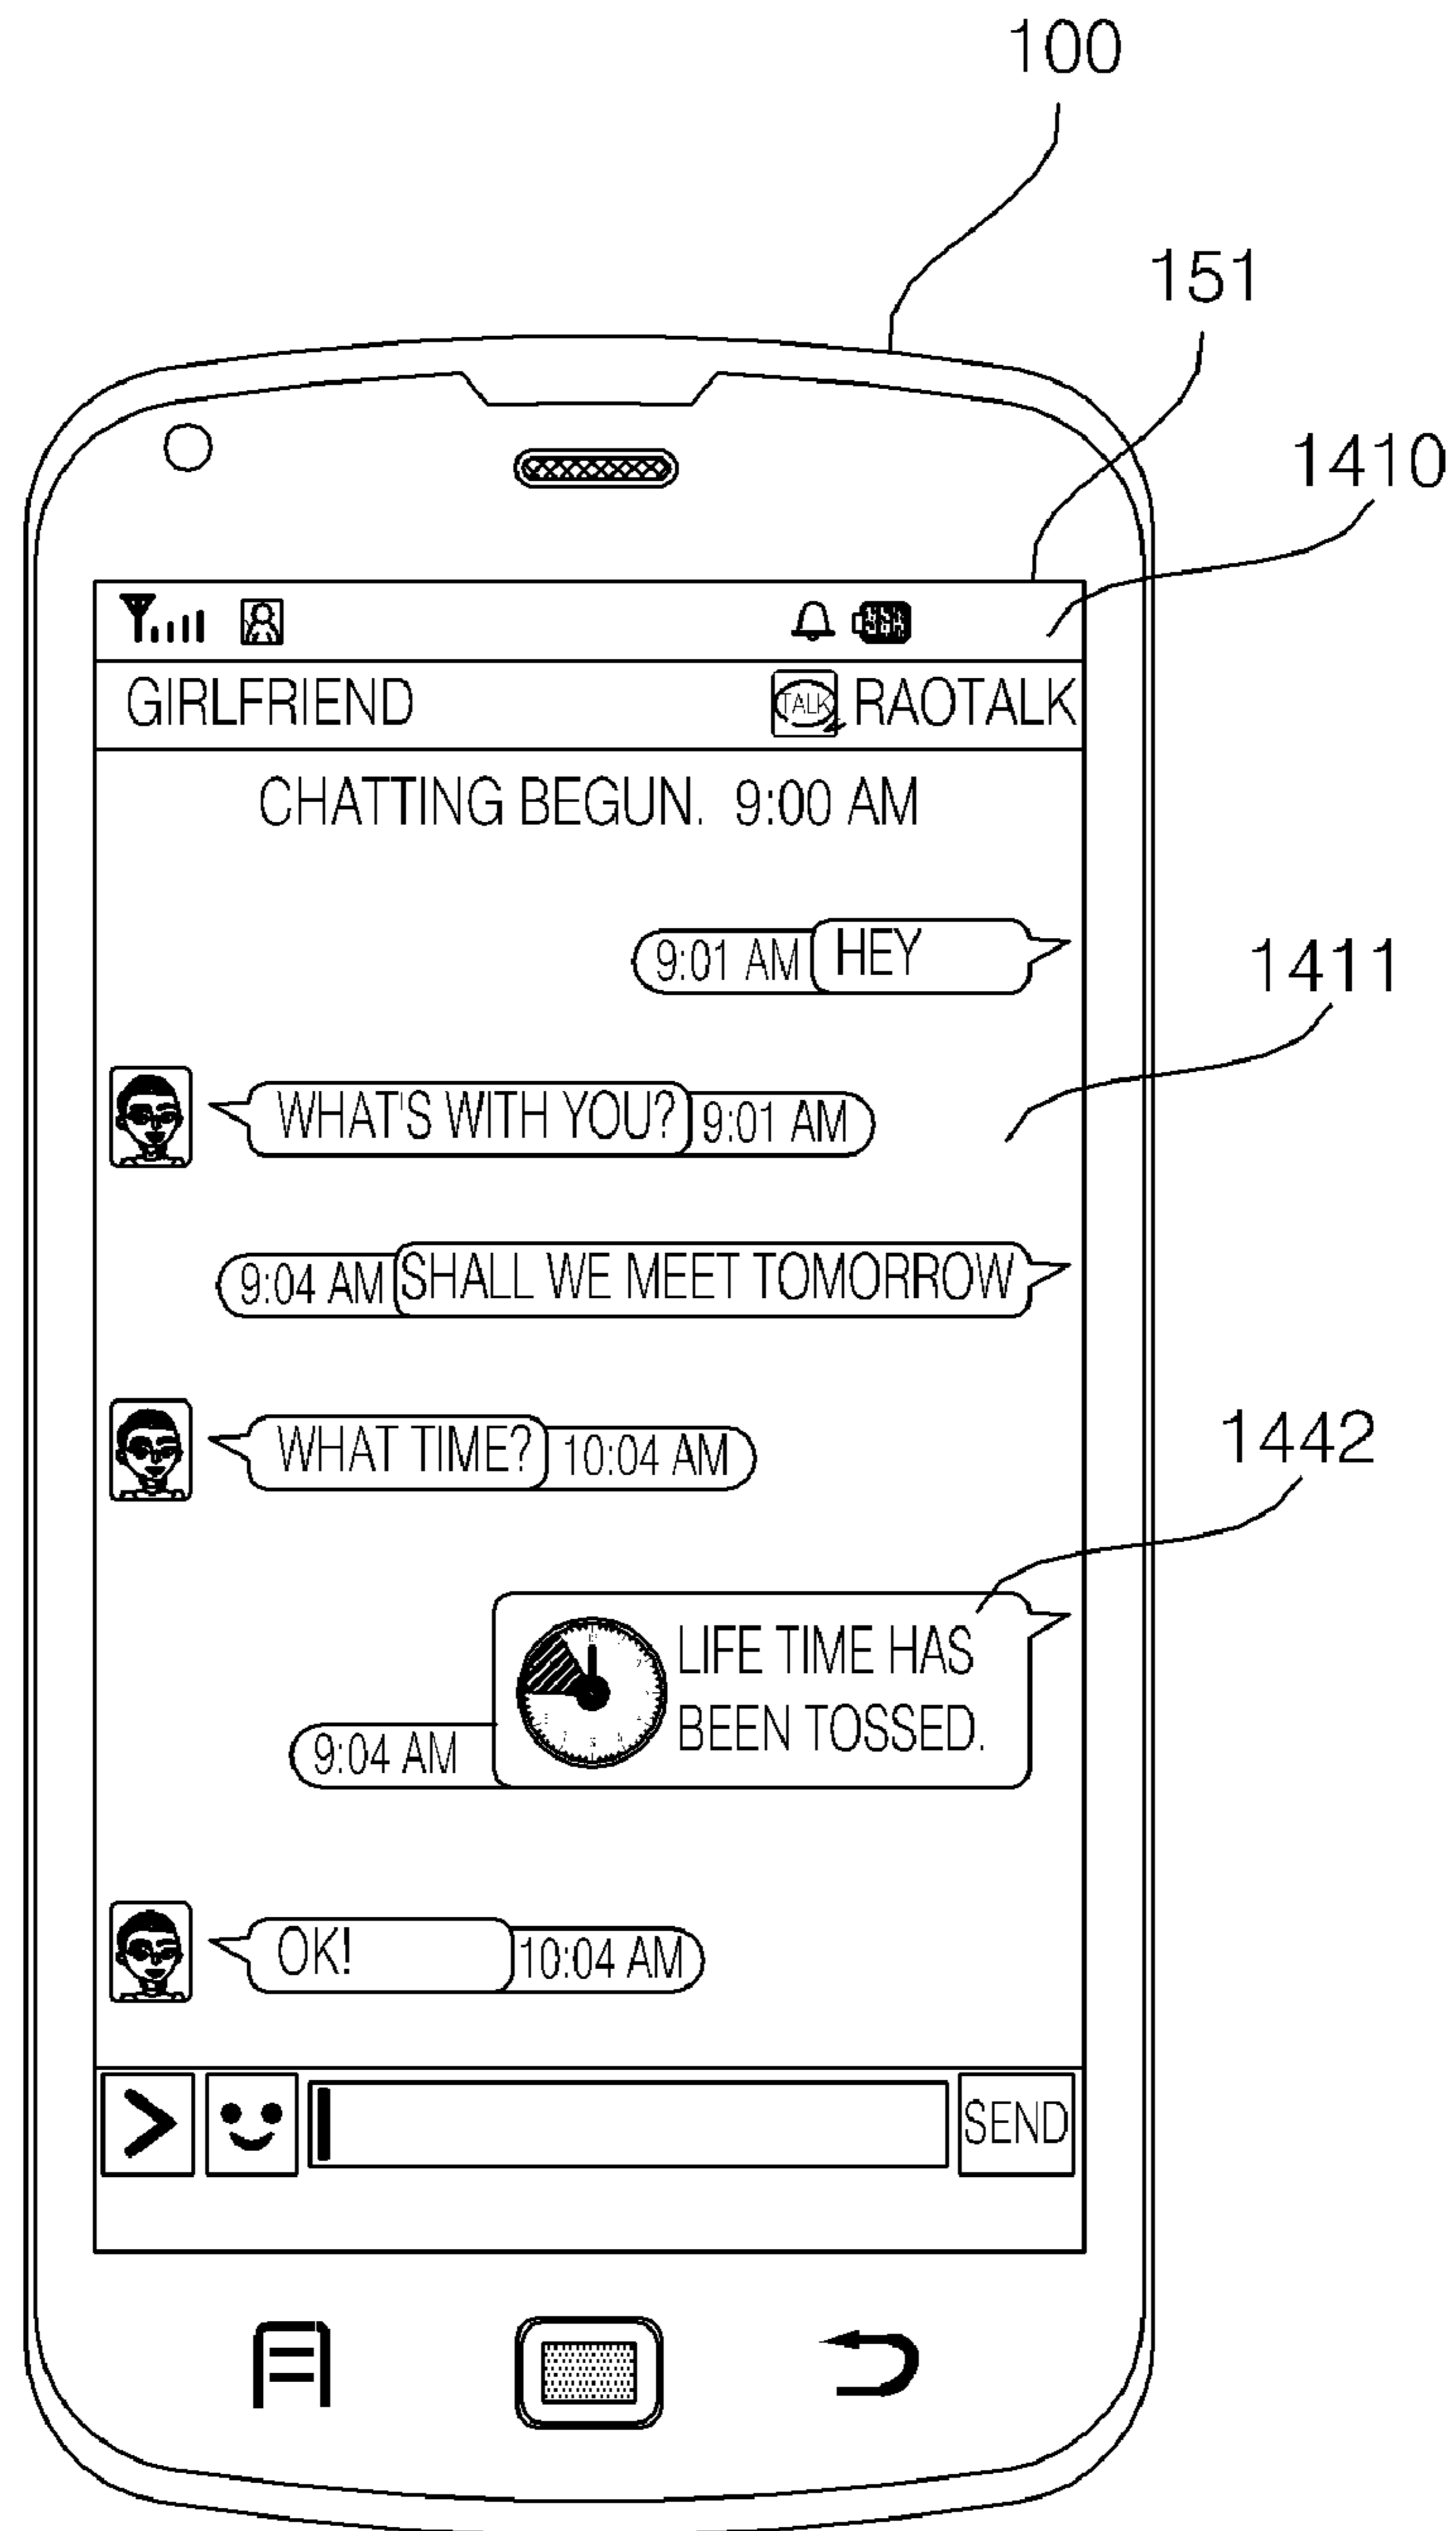 100
151
1410
GIRLFRIEND TALK RAOTALK
CHATTING BEGUN. 9:00 AM
9:01 AM HEY
1411
WHAT'S WITH YOU? 9:01 AM
9:04 AM SHALL WE MEET TOMORROW
1442
WHAT TIME? 10:04 AM
LIFE TIME HAS
BEEN TOSSED.
9:04 AM
OK! 10:04 AM
SEND